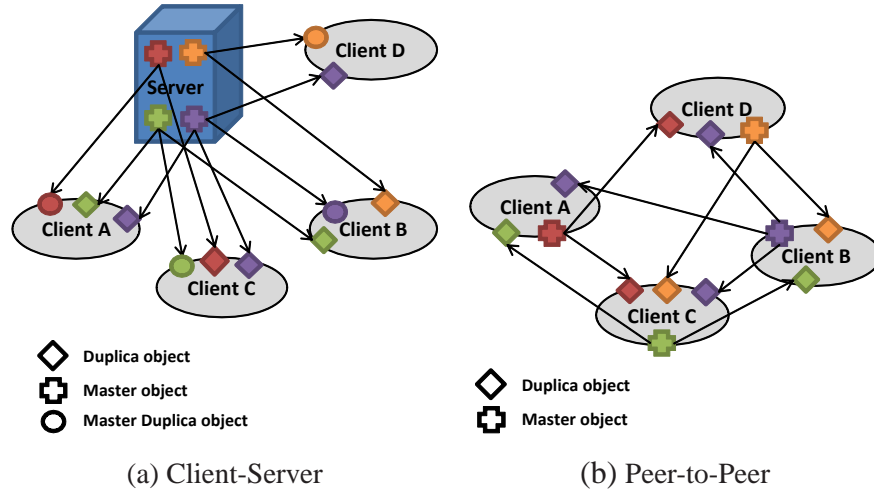 Client D
Server
Client A
Client B
Client C
Duplica object
Master object
Master Duplica object
(a) Client-Server
Client D
Client A
Client B
Client C
Duplica object
Master object
(b) Peer-to-Peer